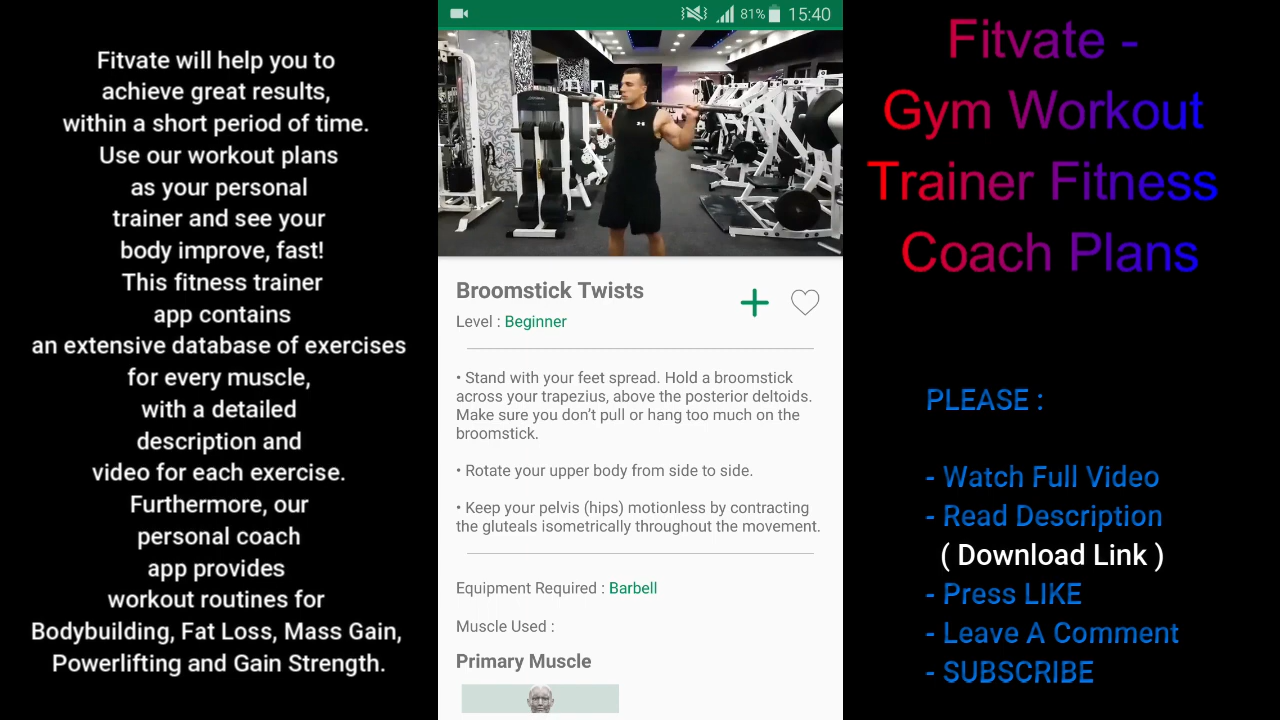 Fitvate will help you to
achieve great results,
within a short period of time.
Use our workout plans
as your personal
trainer and see your
body improve, fast!
This fitness trainer
app contains
an extensive database of exercises
for every muscle,
with a detailed
description and
video for each exercise.
Furthermore, our
personal coach
app provides
workout routines for
Bodybuilding, Fat Loss, Mass Gain,
Powerlifting and Gain Strength.
81% 15:40
Broomstick Twists
Level : Beginner
• Stand with your feet spread. Hold a broomstick
across your trapezius, above the posterior deltoids.
Make sure you don't pull or hang too much on the
broomstick.
• Rotate your upper body from side to side.
• Keep your pelvis (hips) motionless by contracting
the gluteals isometrically throughout the movement.
Equipment Required : Barbell
Muscle Used :
Primary Muscle
Fitvate -
Gym Workout
Trainer Fitness
Coach Plans
PLEASE :
- Watch Full Video
- Read Description
( Download Link )
- Press LIKE
- Leave A Comment
- SUBSCRIBE